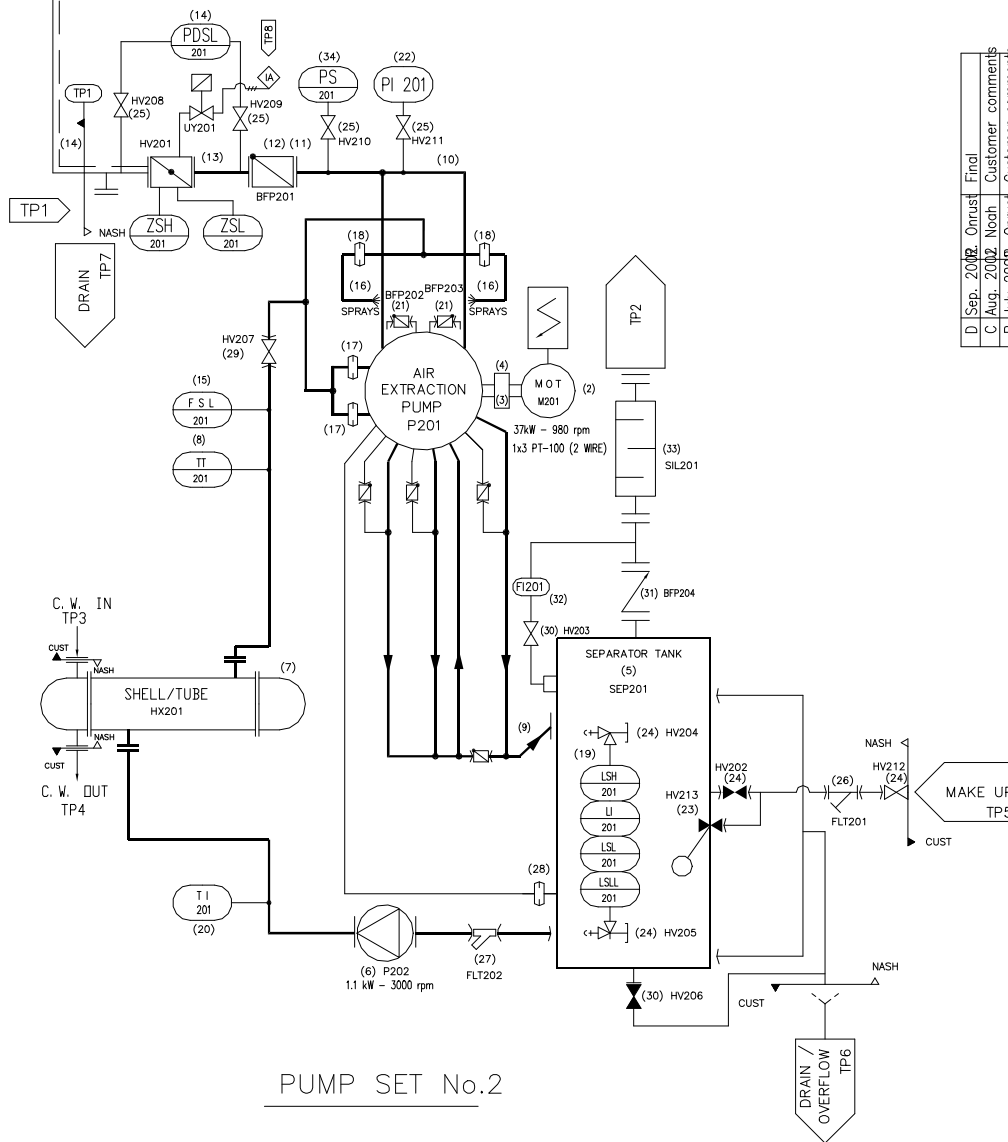 (14)
PDSL
201
TP8
IA
(34)
PS
201
(22)
PI 201
TP1
HV208
(25)
UY201
HV209
(25)
(25)
HV210
(25)
HV211
(14)
HV201
(13)
(12) (11)
BFP201
(10)
TP1
NASH
ZSH
201
ZSL
201
DRAIN
TP7
(18)
(18)
(16)
SPRAYS
BFP202
(21)
BFP203
(21)
(16)
SPRAYS
TP2
HV207
(29)
(17)
(17)
AIR
EXTRACTION
PUMP
P201
(4)
(3)
MOT
M201
(2)
37kW - 980 rpm
1x3 PT-100 (2 WIRE)
(15)
FSL
201
(8)
TT
201
(33)
SIL201
FI201
(32)
(31) BFP204
(30) HV203
C. W. IN
TP3
CUST
NASH
SHELL/TUBE
HX201
(7)
CUST
NASH
C. W. OUT
TP4
SEPARATOR TANK
(5)
SEP201
(9)
(24) HV204
(19)
LSH
201
LI
201
LSL
201
LSLL
201
(24) HV205
HV202
(24)
HV213
(23)
(26)
FLT201
NASH
HV212
(24)
MAKE UP
TP5
CUST
(28)
TI
201
(20)
(6) P202
1.1 kW - 3000 rpm
(27)
FLT202
(30) HV206
CUST
NASH
DRAIN /
OVERFLOW
TP6
PUMP SET No.2
D Sep. 2002 Onrust Final
C Aug. 2002 Noah Customer comments